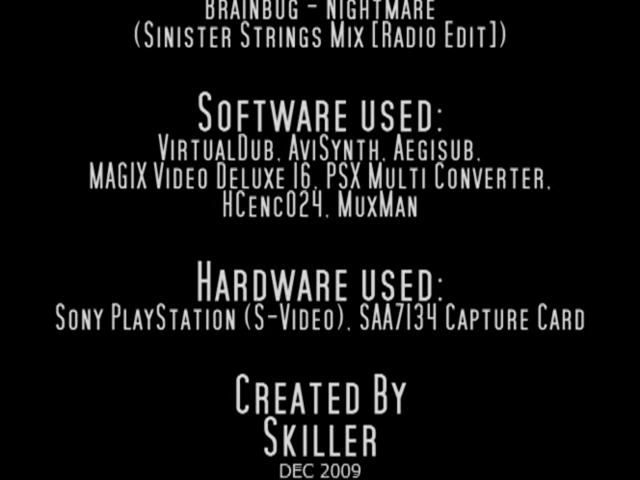 BRAINBUG - NIGHTMARE
(SINISTER STRINGS MIX [RADIO EDIT])
SOFTWARE USED:
VIRTUALDUB, AVISYNTH, AEGISUB,
MAGIX VIDEO DELUXE 16, PSX MULTI CONVERTER,
HCENC024, MUXMAN
HARDWARE USED:
SONY PLAYSTATION (S-VIDEO), SAA7134 CAPTURE CARD
CREATED BY
SKILLER
DEC 2009